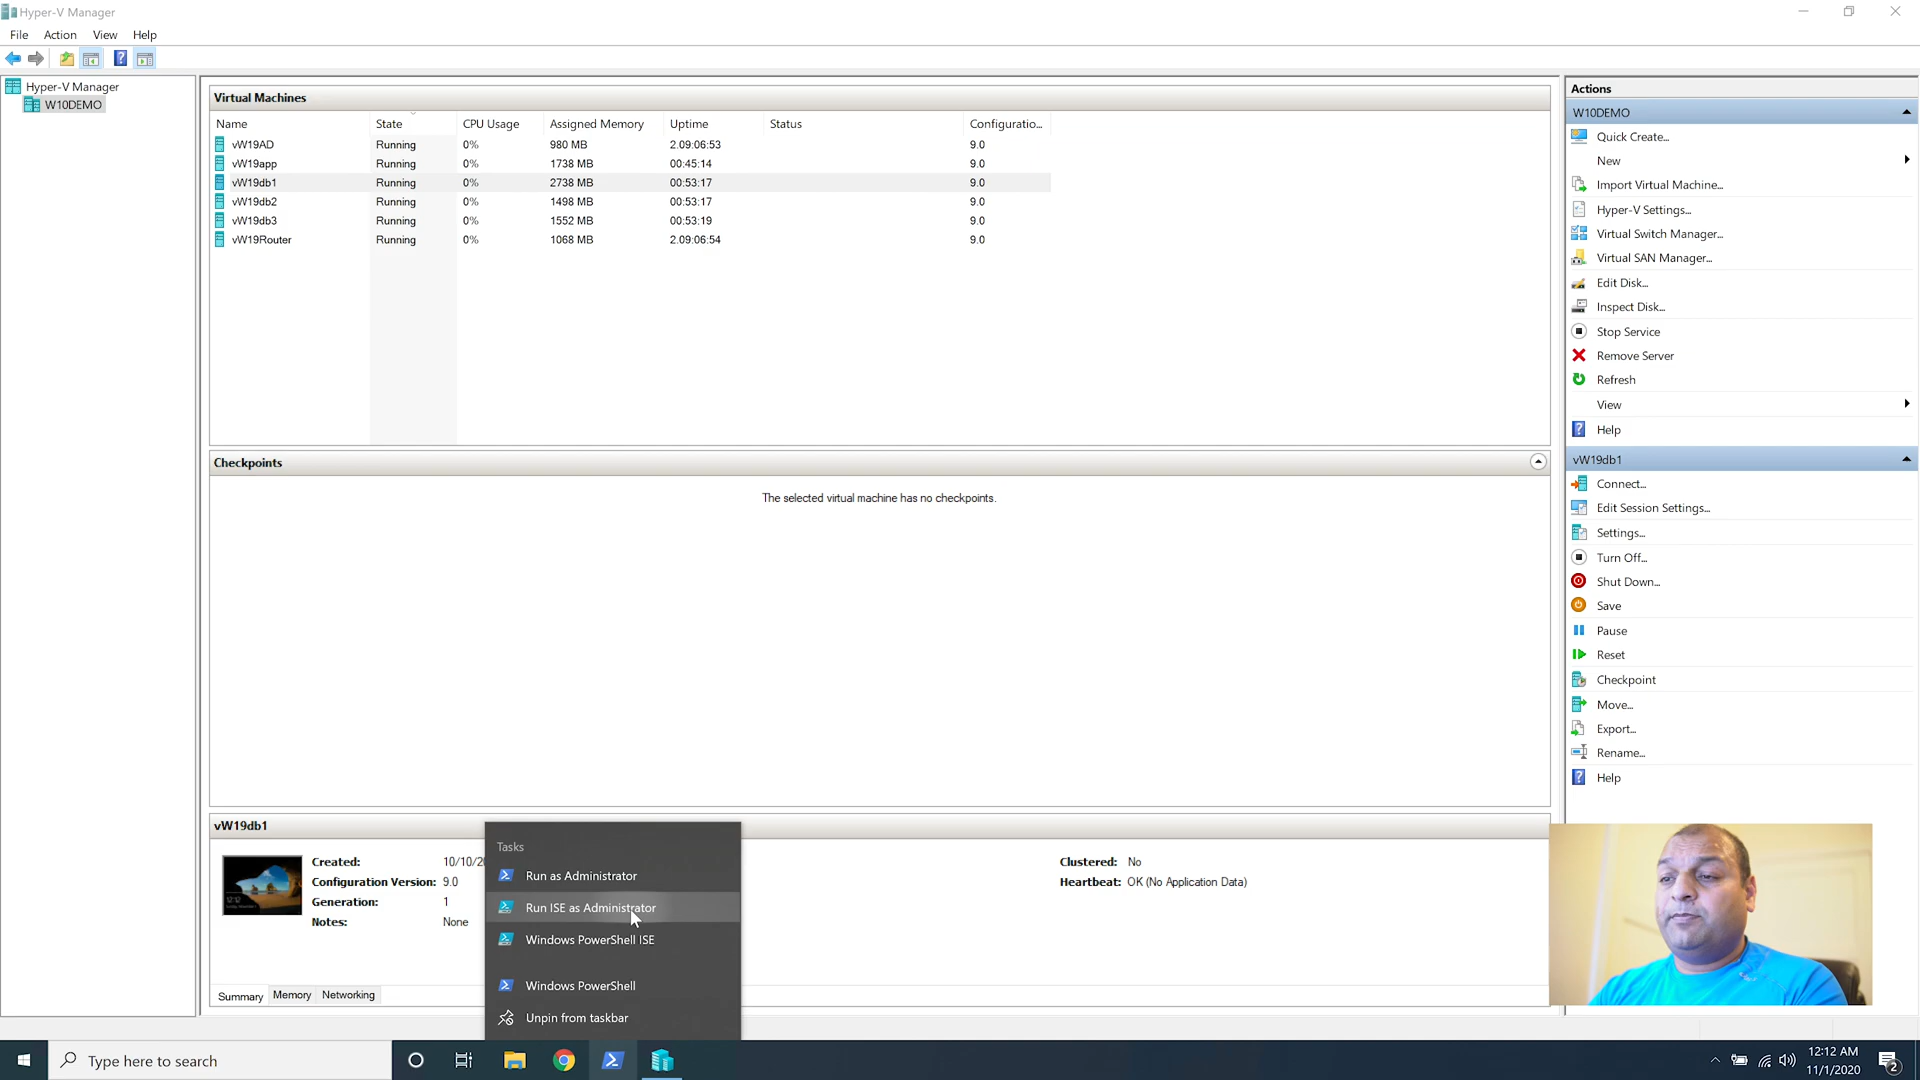 Hyper-V Manager
File Action View Help
Hyper-V Manager
W10DEMO
Virtual Machines
Name State CPU Usage Assigned Memory Uptime Status Configuratio...
vW19AD Running 0% 980 MB 2.09:06:53 9.0
vW19app Running 0% 1738 MB 00:45:14 9.0
vW19db1 Running 0% 2738 MB 00:53:17 9.0
vW19db2 Running 0% 1498 MB 00:53:17 9.0
vW19db3 Running 0% 1552 MB 00:53:19 9.0
vW19Router Running 0% 1068 MB 2.09:06:54 9.0
Checkpoints
The selected virtual machine has no checkpoints.
vW19db1
Created: 10/10/2
Configuration Version: 9.0
Generation: 1
Notes: None
Clustered: No
Heartbeat: OK (No Application Data)
Summary Memory Networking
Tasks
Run as Administrator
Run ISE as Administrator
Windows PowerShell ISE
Windows PowerShell
Unpin from taskbar
Actions
W10DEMO
Quick Create...
New
Import Virtual Machine...
Hyper-V Settings...
Virtual Switch Manager...
Virtual SAN Manager...
Edit Disk...
Inspect Disk...
Stop Service
Remove Server
Refresh
View
Help
vW19db1
Connect...
Edit Session Settings...
Settings...
Turn Off...
Shut Down...
Save
Pause
Reset
Checkpoint
Move...
Export...
Rename...
Help
Type here to search
12:12 AM
11/1/2020
2